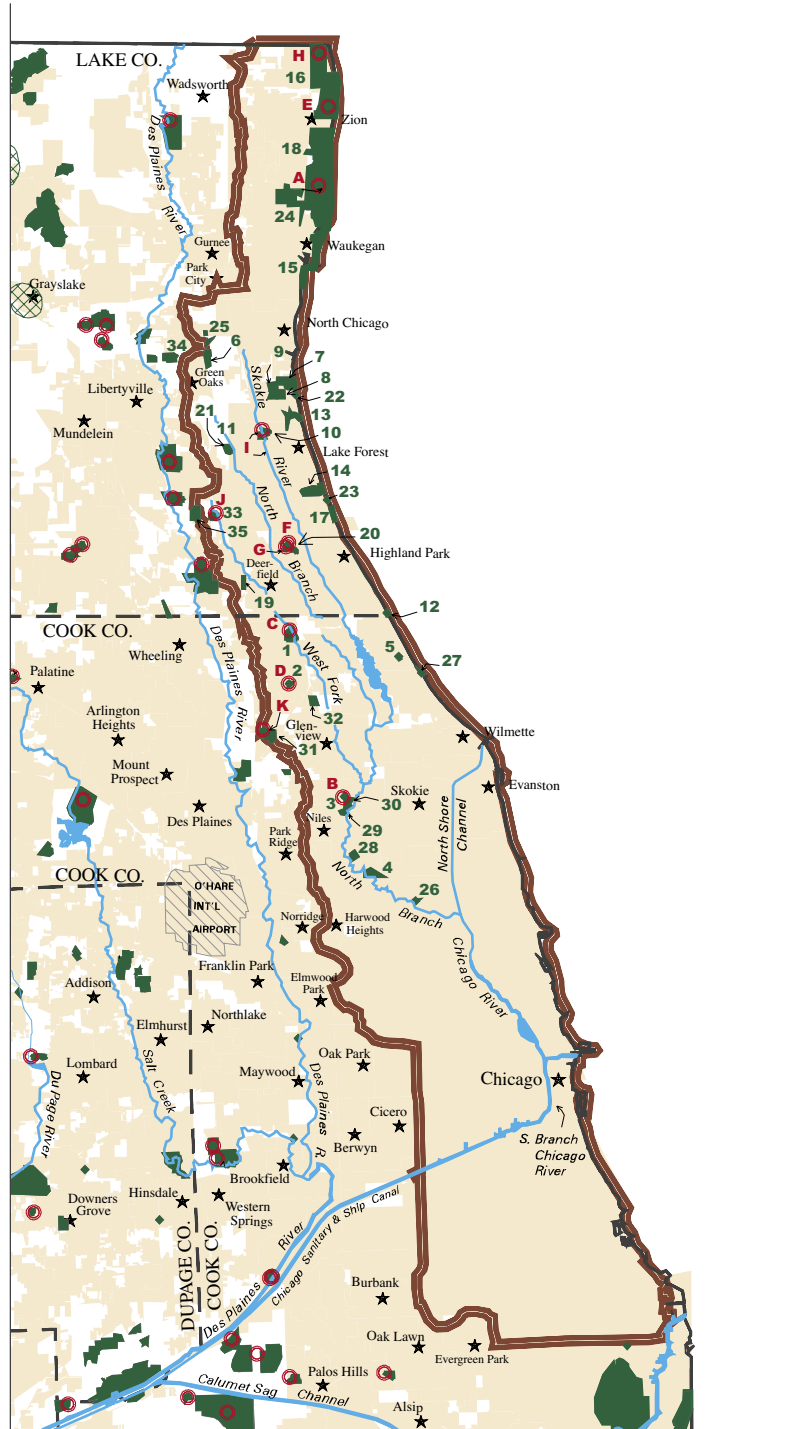 LAKE CO.
H
16
Wadsworth
E
Zion
Des Plaines
River
18
A
24
Gurnee
Waukegan
Park
City
15
Grayslake
North Chicago
25
6
9
7
34
Green
Oaks
Skokie
8
Libertyville
22
21
11
13
Mundelein
I
10
Lake Forest
River
14
North
23
J
33
17
35
F
20
G
Highland Park
Deer-
field
Branch
19
12
COOK CO.
C
1
Des Plaines River
Wheeling
West Fork
5
27
Palatine
D
2
Arlington
Heights
32
K
Glen-
view
31
Wilmette
Mount
Prospect
B
Skokie
Evanston
3
30
Des Plaines
Niles
North Shore
Channel
29
Park
Ridge
28
COOK CO.
O'HARE
INT'L
AIRPORT
North
4
26
Branch
Norridge
Harwood
Heights
Chicago River
Franklin Park
Elmwood
Park
Addison
Northlake
Elmhurst
Oak Park
Lombard
Maywood
Des Plaines R.
Chicago
Salt Creek
Du Page River
Cicero
Berwyn
S. Branch
Chicago
River
Brookfield
Hinsdale
Downers
Grove
Western
Springs
DUPAGE CO.
COOK CO.
Des Plaines
River
Chicago Sanitary & Ship Canal
Burbank
Oak Lawn
Evergreen Park
Calumet Sag
Channel
Palos Hills
Alsip